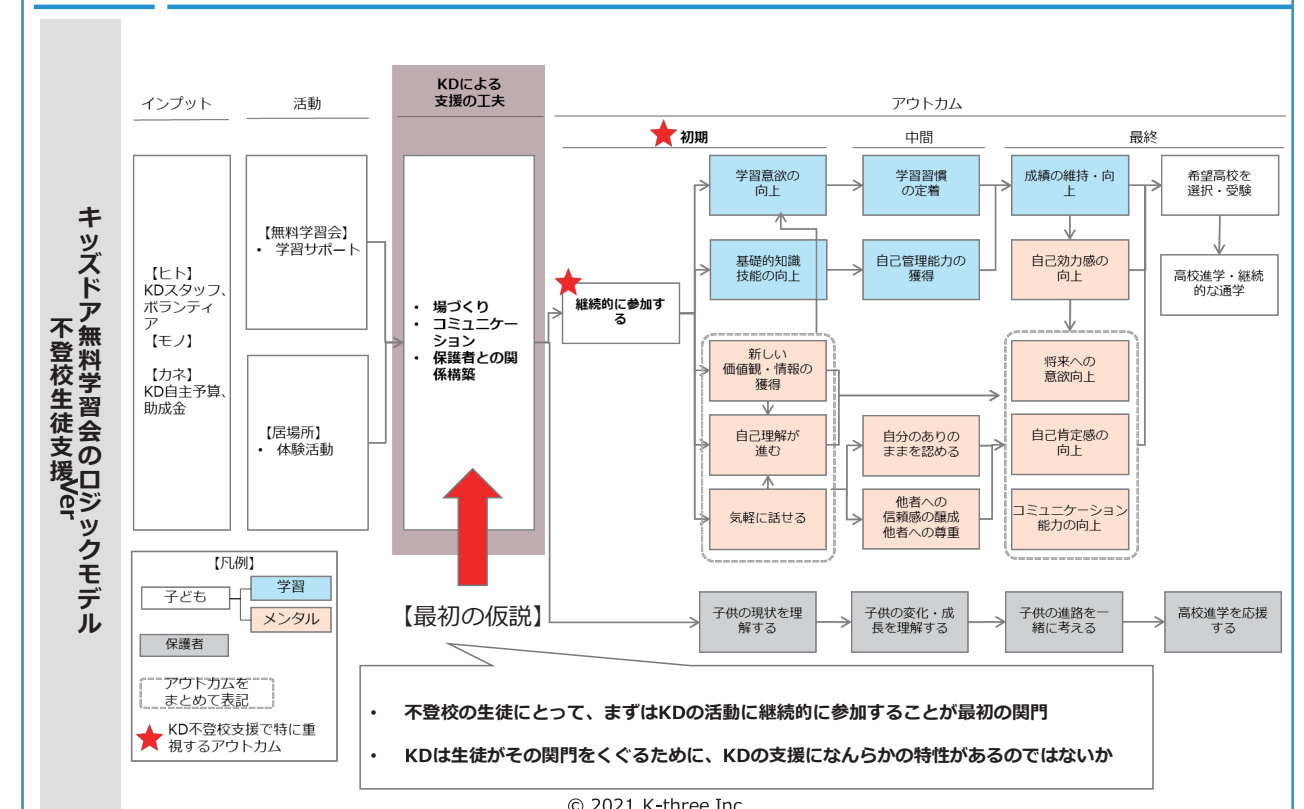 キッズドア無料学習会のロジックモデル
不登校生徒支援Ver
インプット
活動
KDによる
支援の工夫
アウトカム
初期
中間
最終
【ヒト】
KDスタッフ、
ボランティ
ア
【モノ】
【カネ】
KD自主予算、
助成金
【無料学習会】
• 学習サポート
【居場所】
• 体験活動
• 場づくり
• コミュニケー
ション
• 保護者との関
係構築
継続的に参加す
る
学習意欲の
向上
基礎的知識
技能の向上
新しい
価値観・情報の
獲得
自己理解が
進む
気軽に話せる
学習習慣
の定着
自己管理能力の
獲得
自分のありの
ままを認める
他者への
信頼感の醸成
他者への尊重
成績の維持・向
上
自己効力感の
向上
将来への
意欲向上
自己肯定感の
向上
コミュニケーション
能力の向上
希望高校を
選択・受験
高校進学・継続
的な通学
子供の現状を理
解する
子供の変化・成
長を理解する
子供の進路を一
緒に考える
高校進学を応援
する
【凡例】
子ども
学習
メンタル
保護者
アウトカムを
まとめて表記
KD不登校支援で特に重
視するアウトカム
【最初の仮説】
• 不登校の生徒にとって、まずはKDの活動に継続的に参加することが最初の関門
• KDは生徒がその関門をくぐるために、KDの支援になんらかの特性があるのではないか
© 2021 K-three Inc